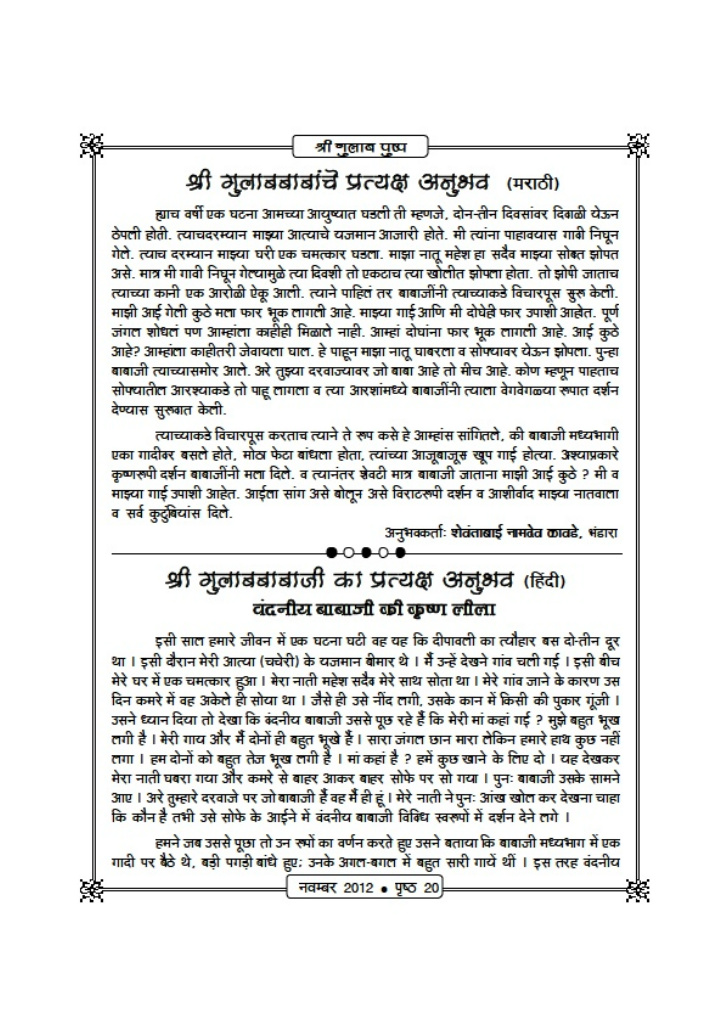 श्री गुलाब पुष्प
श्री गुलाबबाबांचे प्रत्यक्ष अनुभव (मराठी)
ह्याच वर्षी एक घटना आमच्या आयुष्यात घडली ती म्हणजे, दोन-तीन दिवसांवर दिवाळी येऊन
ठेपली होती. त्याचदरम्यान माझ्या आत्याचे यजमान आजारी होते. मी त्यांना पाहावयास गावी निघून
गेले. त्याच दरम्यान माझ्या घरी एक चमत्कार घडला. माझा नातू महेश हा सदैव माझ्या सोबत झोपत
असे. मात्र मी गावी निघून गेल्यामुळे त्या दिवशी तो एकटाच त्या खोलीत झोपला होता. तो झोपी जाताच
त्याच्या कानी एक आरोळी ऐकू आली. त्याने पाहितं तर बाबाजींनी त्याच्याकडे विचारपूस सुरू केली.
माझी आई गेली कुठे मला फार भूक लागली आहे. माझ्या गाई आणि मी दोघेही फार उपाशी आहोत. पूर्ण
जंगल शोधलं पण आम्हांला काहीही मिळाले नाही. आम्हां दोघांना फार भूक लागली आहे. आई कुठे
आहे? आम्हांला काहीतरी जेवायला घाल. हे पाहून माझा नातू घाबरला व सोफ्यावर येऊन झोपला. पुन्हा
बाबाजी त्याच्यासमोर आले. अरे तुझ्या दरवाज्यावर जो बाबा आहे तो मीच आहे. कोण म्हणून पाहताच
सोफ्यातील आरश्याकडे तो पाहू लागला व त्या आरशांमध्ये बाबाजींनी त्याला वेगवेगळ्या रूपात दर्शन
देण्यास सुरुवात केली.
त्याच्याकडे विचारपूस करताच त्याने ते रूप कसे हे आम्हांस सांगितले, की बाबाजी मध्यभागी
एका गादीवर बसले होते, मोठा फेटा बांधला होता, त्यांच्या आजूबाजूस खूप गाई होत्या. अश्याप्रकारे
कृष्णरूपी दर्शन बाबाजींनी मला दिले. व त्यानंतर शेवटी मात्र बाबाजी जाताना माझी आई कुठे ? मी व
माझ्या गाई उपाशी आहेत. आईला सांग असे बोलून असे विराटरुपी दर्शन व आशीर्वाद माझ्या नातवाला
व सर्व कुटुंबियांस दिले.
अनुभवकर्ताः शेवंताबाई नामदेव कावडे, भंडारा
श्री गुलाबबाबाजी का प्रत्यक्ष अनुभव (हिंदी)
वंदनीय बाबाजी की कृष्ण लीला
इसी साल हमारे जीवन में एक घटना घटी वह यह कि दीपावली का त्यौहार बस दो-तीन दूर
था । इसी दौरान मेरी आत्या (चचेरी) के यजमान बीमार थे । मैं उन्हें देखने गांव चली गई । इसी बीच
मेरे घर में एक चमत्कार हुआ । मेरा नाती महेश सदैव मेरे साथ सोता था । मेरे गांव जाने के कारण उस
दिन कमरे में वह अकेले ही सोया था । जैसे ही उसे नींद लगी, उसके कान में किसी की पुकार गूंजी ।
उसने ध्यान दिया तो देखा कि वंदनीय बाबाजी उससे पूछ रहे हैं कि मेरी मां कहां गई ? मुझे बहुत भूख
लगी है । मेरी गाय और मैं दोनों ही बहुत भूखे हैं । सारा जंगल छान मारा लेकिन हमारे हाथ कुछ नहीं
लगा । हम दोनों को बहुत तेज भूख लगी है । मां कहां है ? हमें कुछ खाने के लिए दो । यह देखकर
मेरा नाती घबरा गया और कमरे से बाहर आकर बाहर सोफे पर सो गया । पुनः बाबाजी उसके सामने
आए । अरे तुम्हारे दरवाजे पर जो बाबाजी हैं वह मैं ही हूं । मेरे नाती ने पुनः आंख खोल कर देखना चाहा
कि कौन है तभी उसे सोफे के आईने में वंदनीय बाबाजी विविध स्वरूपों में दर्शन देने लगे ।
हमने जब उससे पूछा तो उन रूपों का वर्णन करते हुए उसने बताया कि बाबाजी मध्यभाग में एक
गादी पर बैठे थे, बड़ी पगड़ी बांधे हुए; उनके अगल-बगल में बहुत सारी गायें थीं । इस तरह वंदनीय
नवम्बर 2012 ● पृष्ठ 20